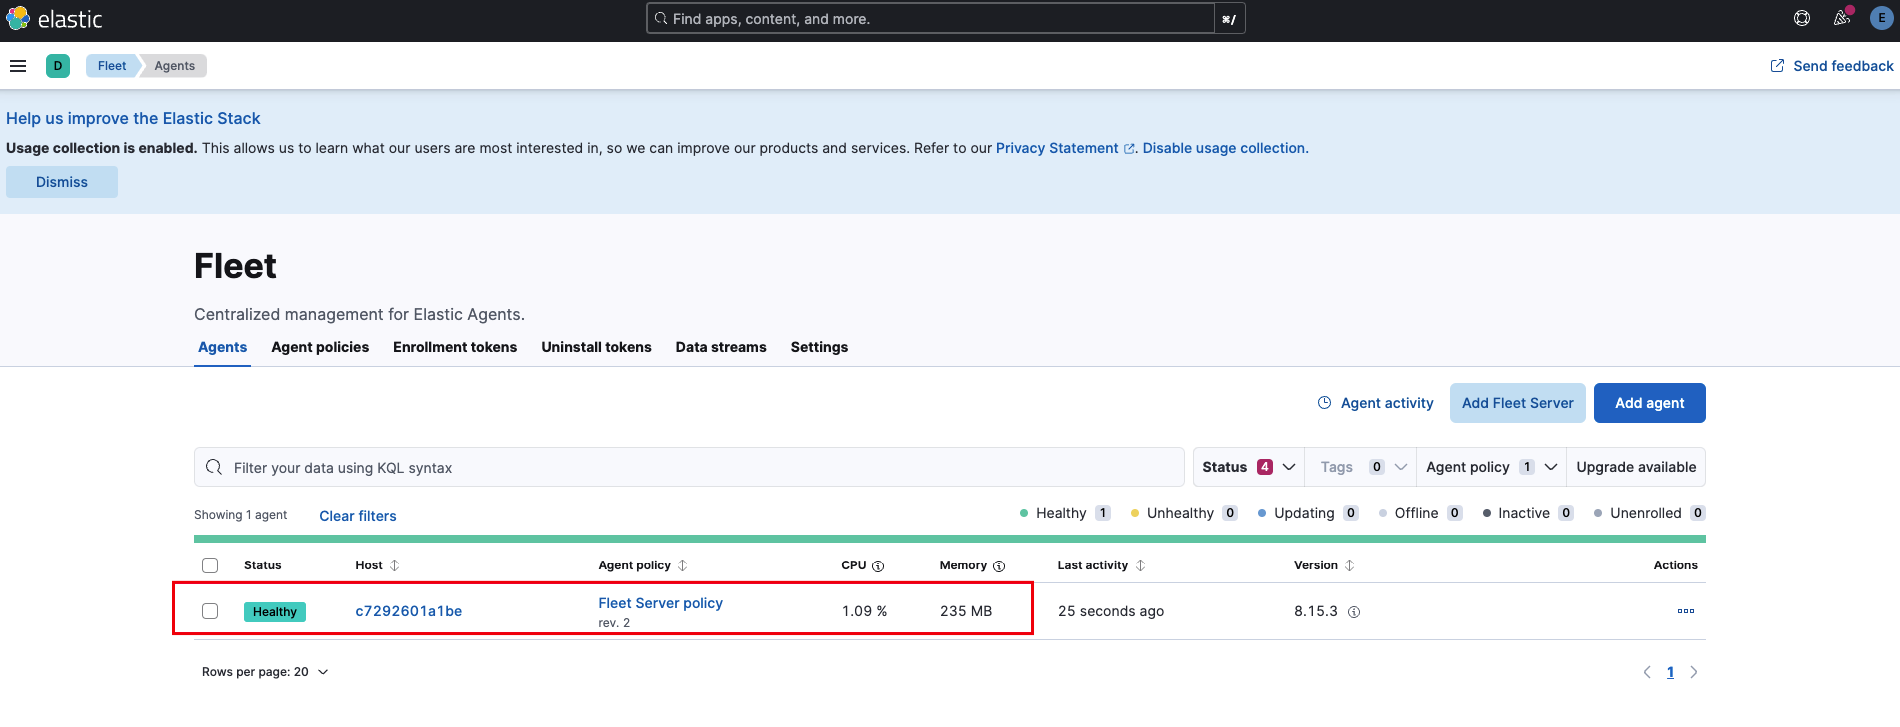 elastic
Find apps, content, and more.
⌘/
E
D
Fleet
Agents
Send feedback
Help us improve the Elastic Stack
Usage collection is enabled. This allows us to learn what our users are most interested in, so we can improve our products and services. Refer to our Privacy Statement. Disable usage collection.
Dismiss
Fleet
Centralized management for Elastic Agents.
Agents Agent policies Enrollment tokens Uninstall tokens Data streams Settings
Agent activity Add Fleet Server Add agent
Filter your data using KQL syntax
Status 4 Tags 0 Agent policy 1 Upgrade available
Showing 1 agent Clear filters
Healthy 1 Unhealthy 0 Updating 0 Offline 0 Inactive 0 Unenrolled 0
Status Host Agent policy CPU Memory Last activity Version Actions
Healthy c7292601a1be Fleet Server policy 1.09 % 235 MB 25 seconds ago 8.15.3
rev. 2
Rows per page: 20
1